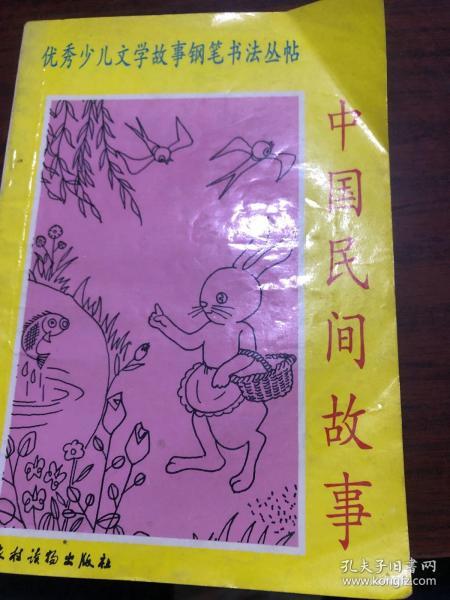 优秀少儿文学故事钢笔书法丛帖
中国民间故事
农村读物出版社
孔夫子旧书网
www.kongfz.com